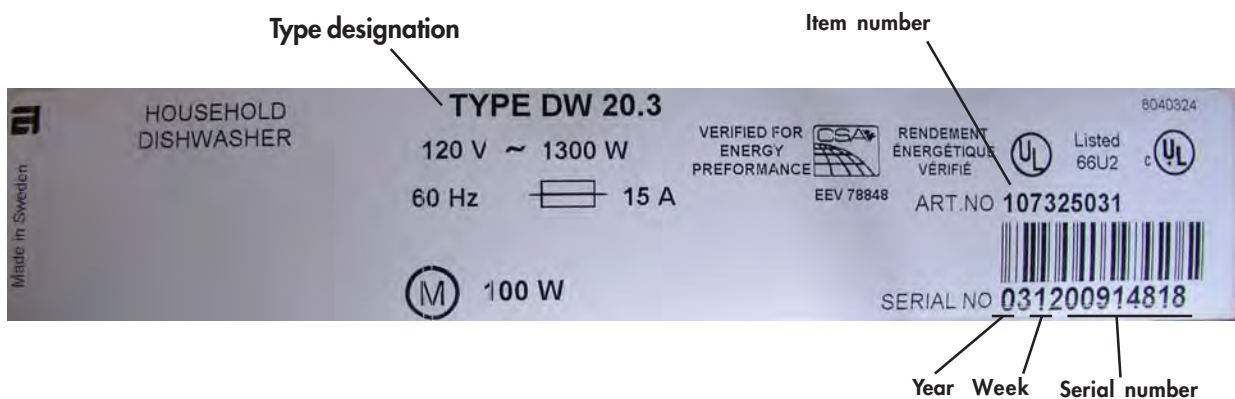 Type designation
Item number
Made in Sweden
HOUSEHOLD
DISHWASHER
TYPE DW 20.3
120 V ~ 1300 W
60 Hz 15 A
M 100 W
VERIFIED FOR
ENERGY
PREFORMANCE
CSA
EEV 78848
RENDEMENT
ÉNERGÉTIQUE
VÉRIFIÉ
UL
Listed
66U2
c UL
8040324
ART.NO 107325031
SERIAL NO 031200914818
Year Week Serial number